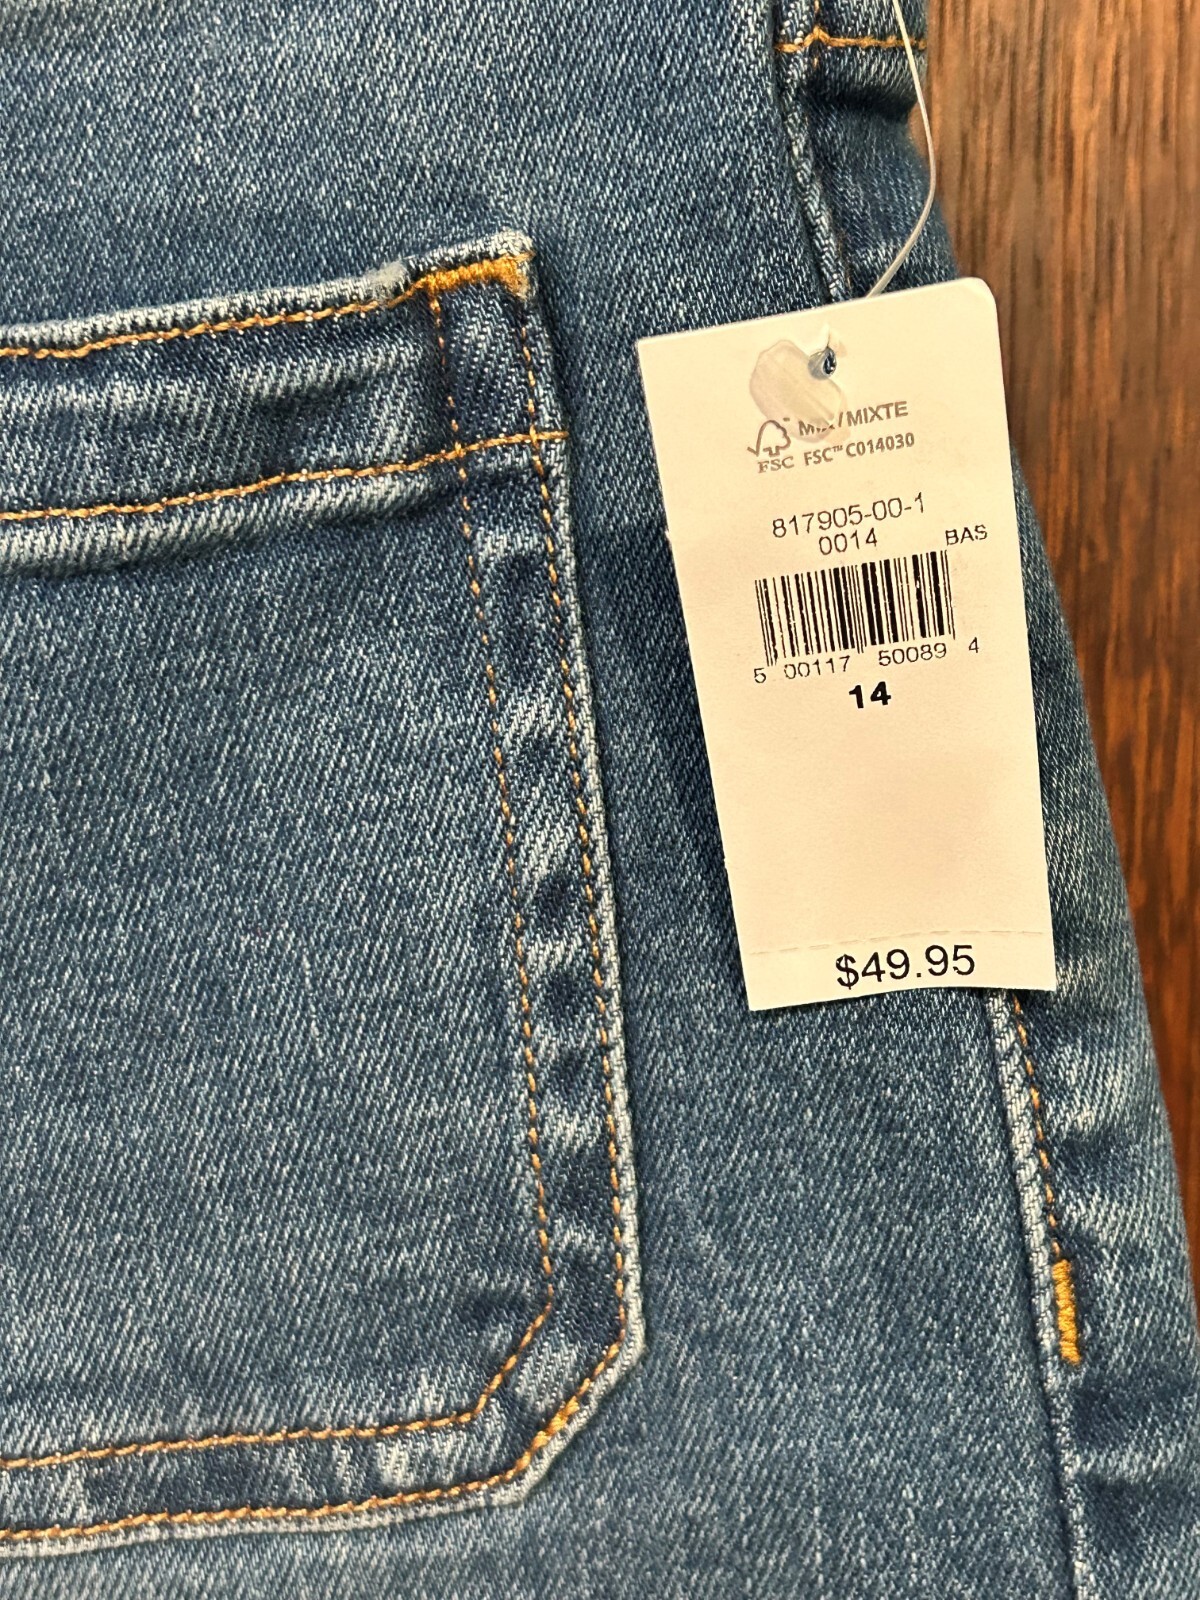 MIX/MIXTE
FSC FSC™ C014030
817905-00-1
0014 BAS
5 00117 50089 4
14
$49.95